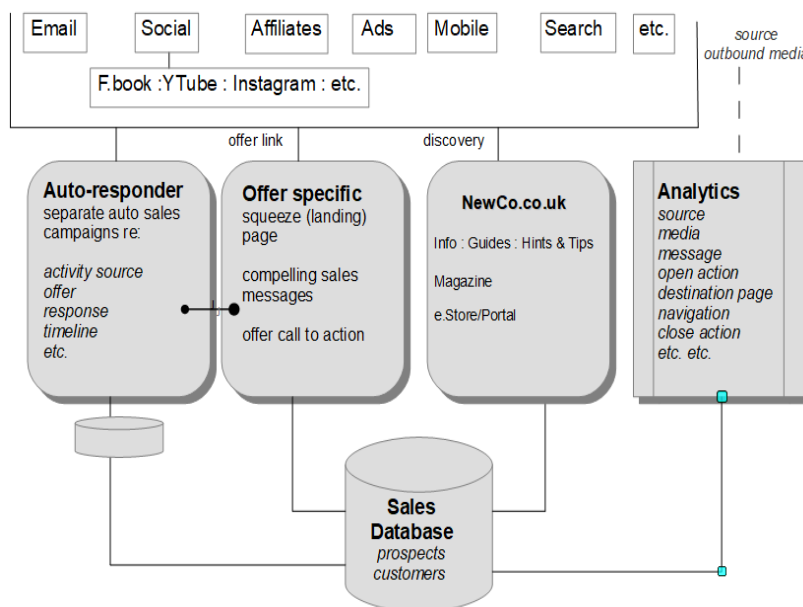 Email
Social
Affiliates
Ads
Mobile
Search
etc.
source
outbound media
F.book :YTube : Instagram : etc.
offer link
discovery
Auto-responder
separate auto sales
campaigns re:
activity source
offer
response
timeline
etc.
Offer specific
squeeze (landing)
page
compelling sales
messages
offer call to action
NewCo.co.uk
Info : Guides : Hints & Tips
Magazine
e.Store/Portal
Analytics
source
media
message
open action
destination page
navigation
close action
etc. etc.
Sales
Database
prospects
customers